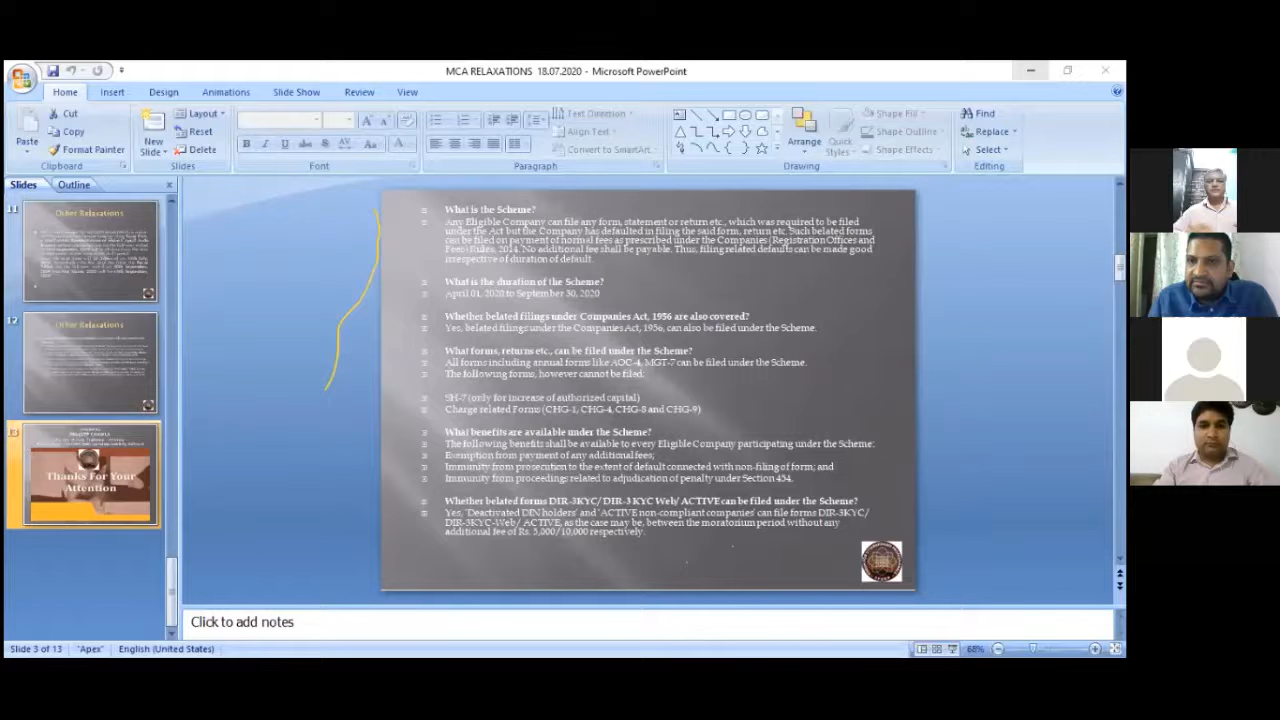 MCA RELAXATIONS 18.07.2020 - Microsoft PowerPoint
Home Insert Design Animations Slide Show Review View
Paste
Cut
Copy
Format Painter
Clipboard
New Slide
Layout
Reset
Delete
Slides
Font
Text Direction
Align Text
Convert to SmartArt
Paragraph
Arrange
Quick Styles
Shape Fill
Shape Outline
Shape Effects
Drawing
Find
Replace
Select
Editing
Slides Outline
11
Other Relaxations
12
Other Relaxations
13
Thanks For Your
Attention
What is the Scheme?
Any Eligible Company can file any form, statement or return etc., which was required to be filed
under the Act but the Company has defaulted in filing the said form, return etc. Such belated forms
can be filed on payment of normal fees as prescribed under the Companies (Registration Offices and
Fees) Rules, 2014. No additional fee shall be payable. Thus, filing related defaults can be made good
irrespective of duration of default.
What is the duration of the Scheme?
April 01, 2020 to September 30, 2020
Whether belated filings under Companies Act, 1956 are also covered?
Yes, belated filings under the Companies Act, 1956, can also be filed under the Scheme.
What forms, returns etc., can be filed under the Scheme?
All forms including annual forms like AOC-4, MGT-7 can be filed under the Scheme.
The following forms, however cannot be filed:
SH-7 (only for increase of authorized capital)
Charge related Forms (CHG-1, CHG-4, CHG-8 and CHG-9)
What benefits are available under the Scheme?
The following benefits shall be available to every Eligible Company participating under the Scheme:
Exemption from payment of any additional fees;
Immunity from prosecution to the extent of default connected with non-filing of form; and
Immunity from proceedings related to adjudication of penalty under Section 454.
Whether belated forms DIR-3KYC/ DIR-3 KYC Web/ ACTIVE can be filed under the Scheme?
Yes, 'Deactivated DIN holders' and 'ACTIVE non-compliant companies' can file forms DIR-3KYC/
DIR-3KYC-Web/ ACTIVE, as the case may be, between the moratorium period without any
additional fee of Rs. 5,000/10,000 respectively.
Click to add notes
Slide 3 of 13 "Apex" English (United States) 68%